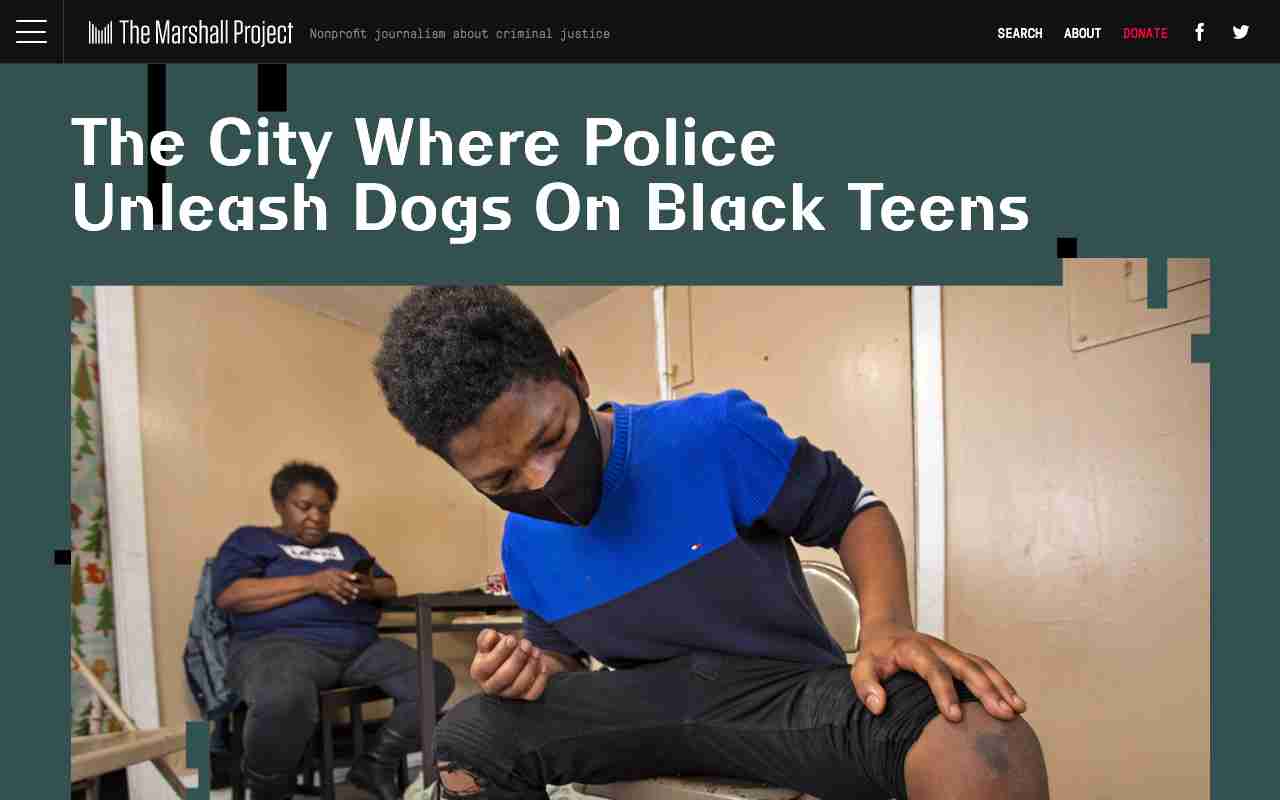 The Marshall Project
Nonprofit journalism about criminal justice
SEARCH ABOUT DONATE
The City Where Police
Unleash Dogs On Black Teens